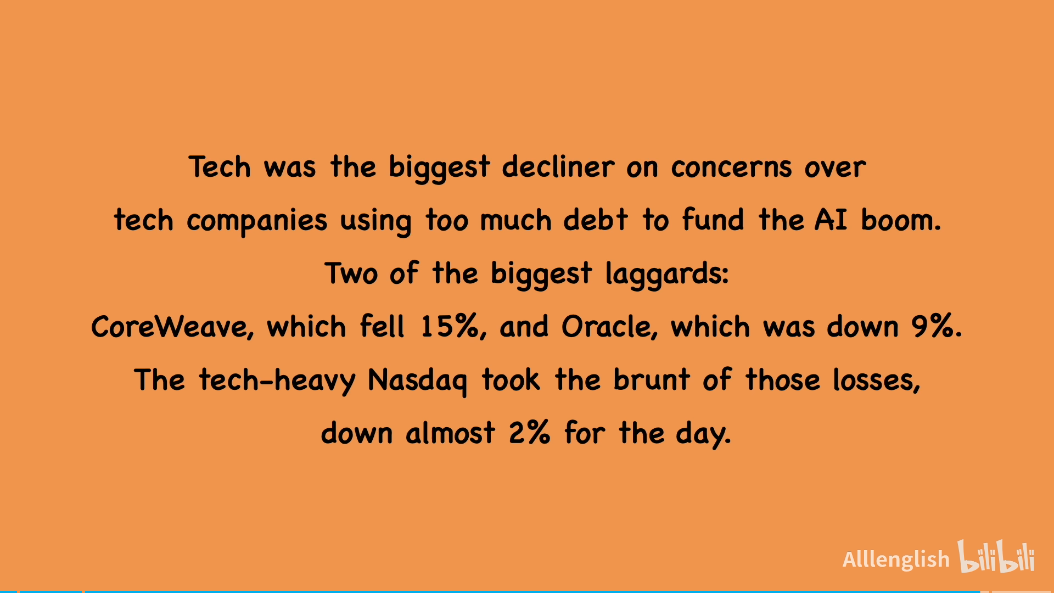 Tech was the biggest decliner on concerns over
tech companies using too much debt to fund the AI boom.
Two of the biggest laggards:
CoreWeave, which fell 15%, and Oracle, which was down 9%.
The tech-heavy Nasdaq took the brunt of those losses,
down almost 2% for the day.
Alllenglish bilibili